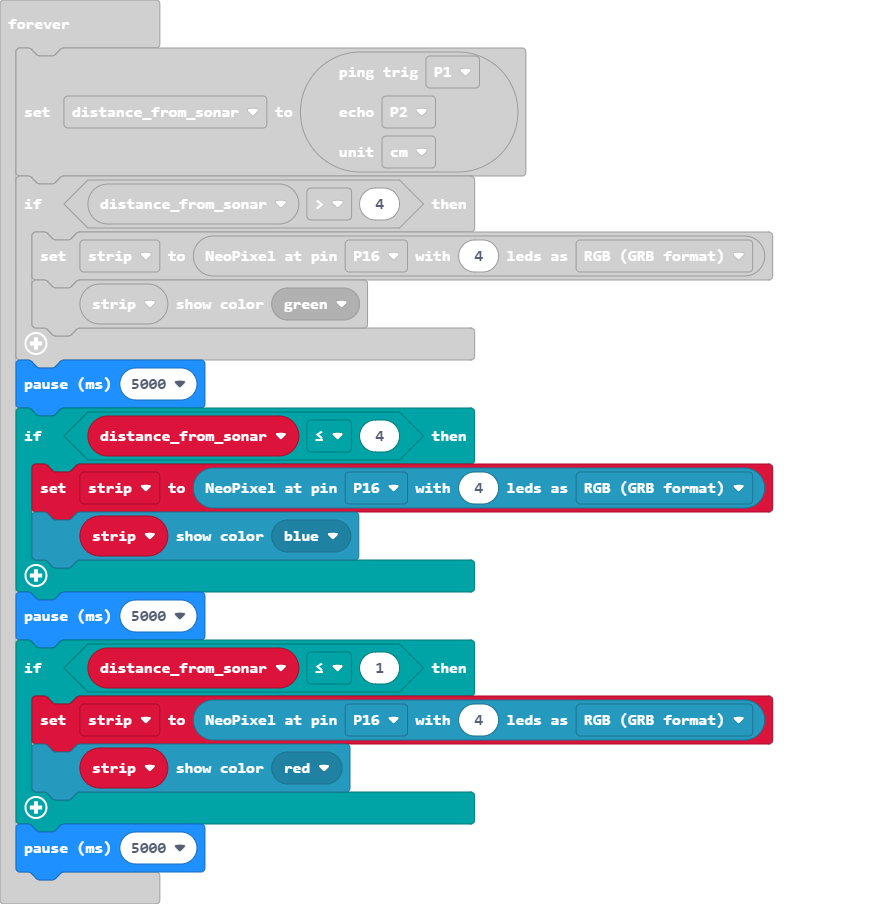 forever
ping trig P1
set distance_from_sonar to echo P2
unit cm
if distance_from_sonar > 4 then
set strip to NeoPixel at pin P16 with 4 leds as RGB (GRB format)
strip show color green
pause (ms) 5000
if distance_from_sonar ≤ 4 then
set strip to NeoPixel at pin P16 with 4 leds as RGB (GRB format)
strip show color blue
pause (ms) 5000
if distance_from_sonar ≤ 1 then
set strip to NeoPixel at pin P16 with 4 leds as RGB (GRB format)
strip show color red
pause (ms) 5000